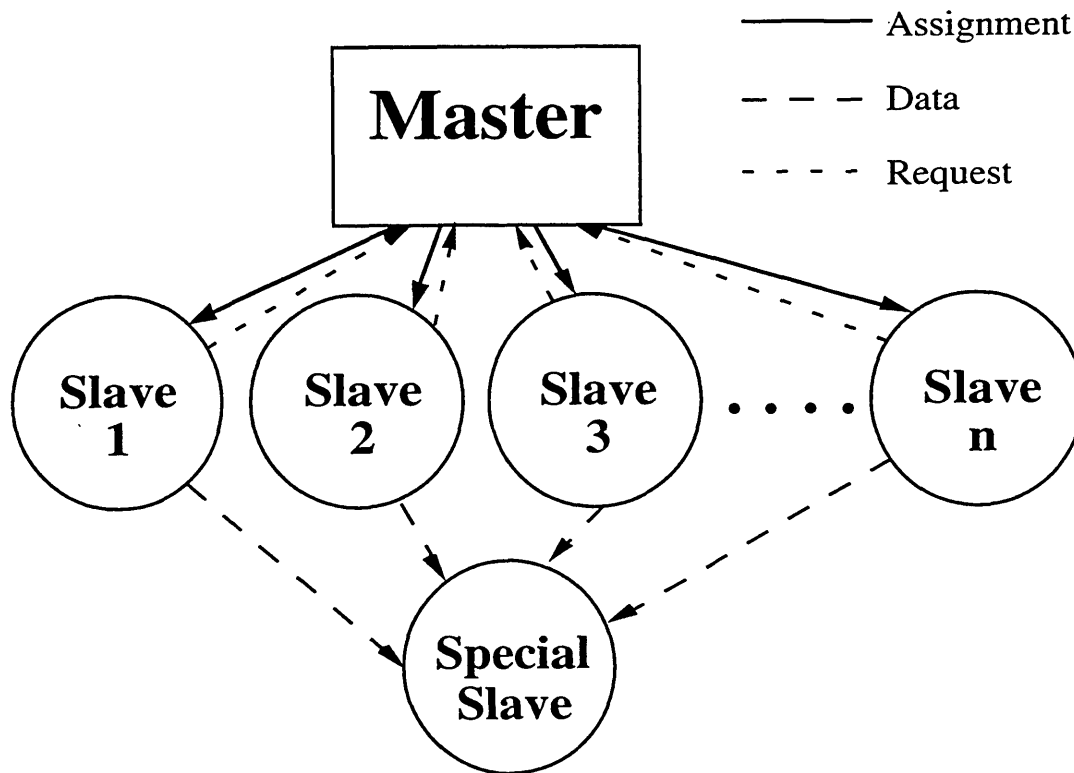 Assignment
Master
Data
Request
Slave
1
Slave
2
Slave
3
Slave
n
Special
Slave